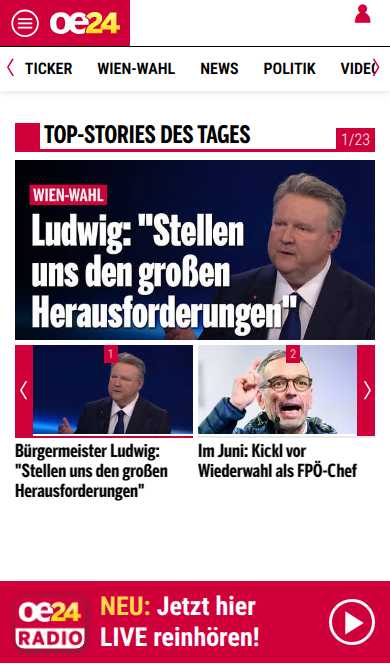 oe24
TICKER WIEN-WAHL NEWS POLITIK
TOP-STORIES DES TAGES
1/23
WIEN-WAHL
Ludwig: "Stellen
uns den großen
Herausforderungen"
1
2
Bürgermeister Ludwig:
"Stellen uns den großen
Herausforderungen"
Im Juni: Kickl vor
Wiederwahl als FPÖ-Chef
oe24
RADIO
NEU: Jetzt hier
LIVE reinhören!